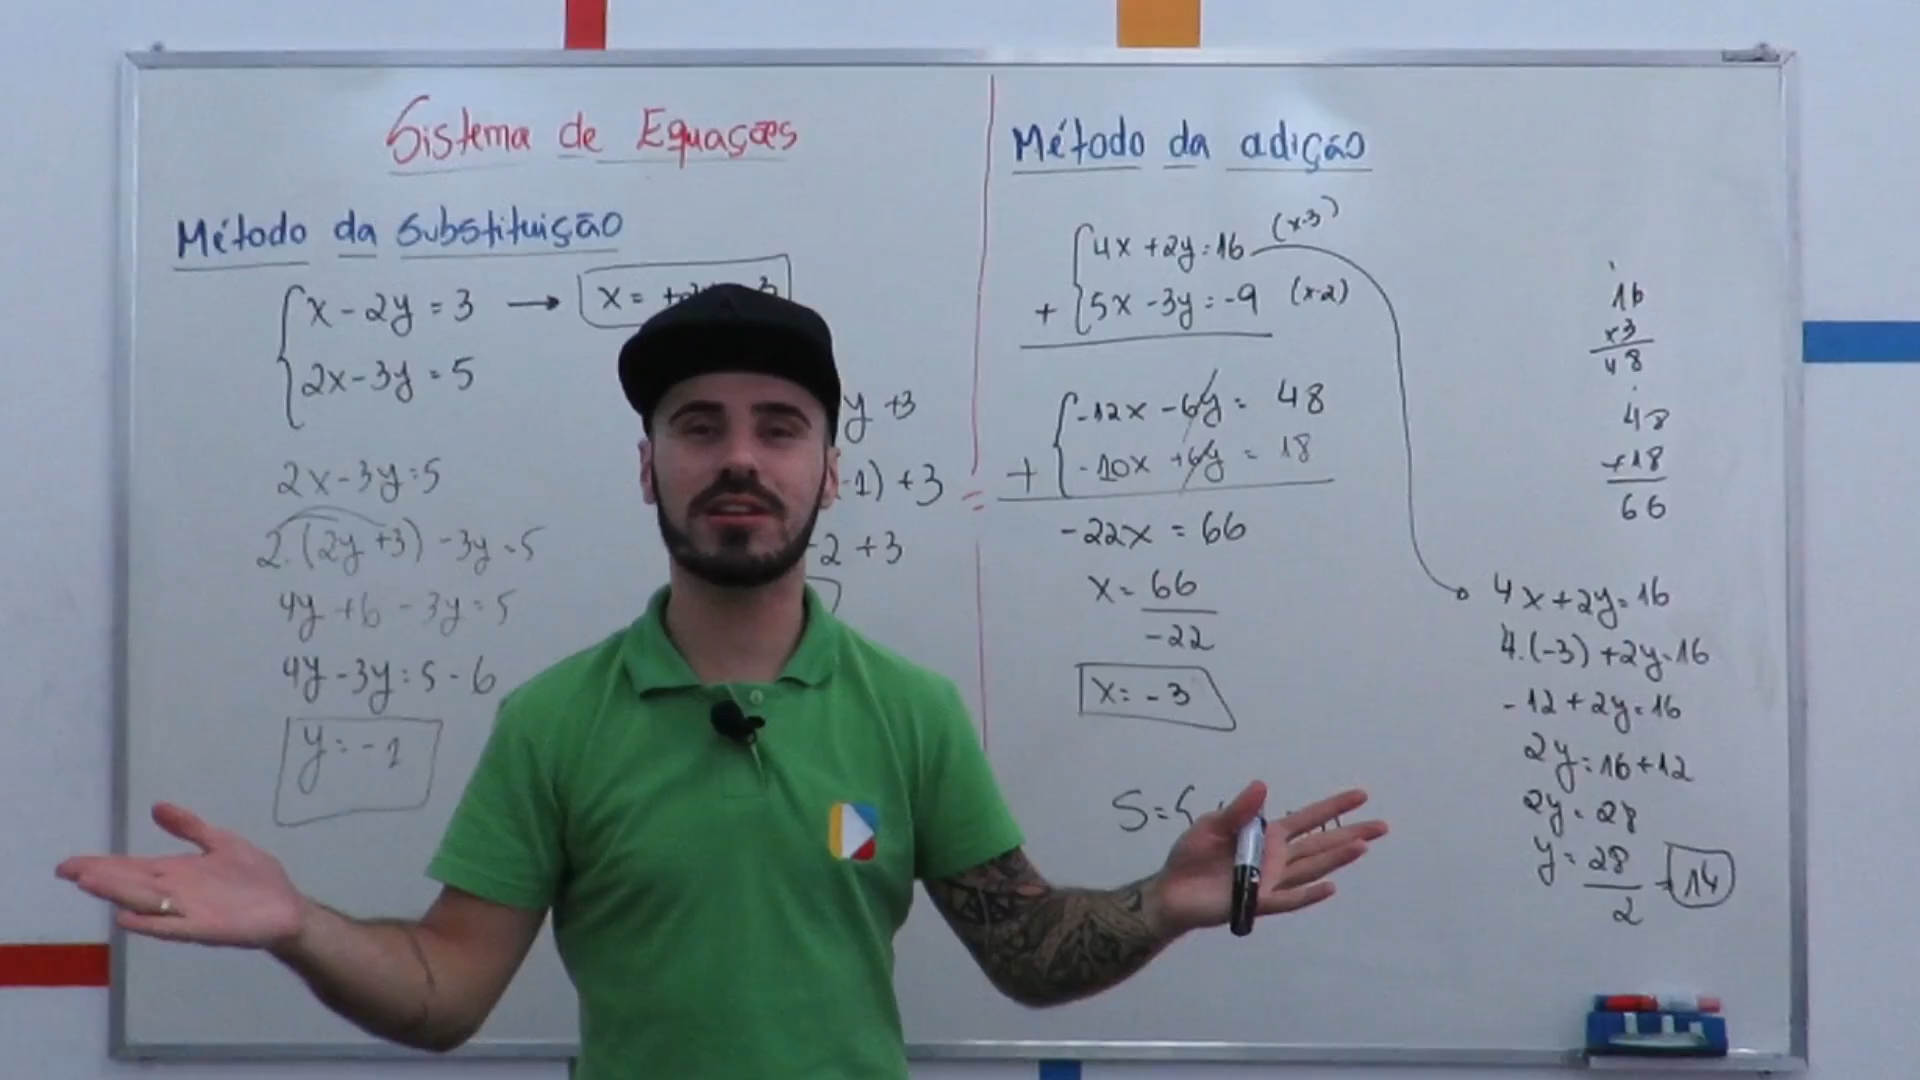 Sistema de Equações
Método da Substituição
x - 2y = 3 → x =
2x - 3y = 5
2x - 3y = 5
2.(2y + 3) - 3y = 5
4y + 6 - 3y = 5
4y - 3y = 5 - 6
y = -1
y + 3
-1) + 3
-2 + 3
Método da adição
4x + 2y = 16 (x-3)
+ 5x - 3y = -9 (x-2)
-12x - 6y = 48
+ -10x + 6y = 18
-22x = 66
x = 66
-22
x = -3
S = {
16
x3
48
48
+18
66
4x + 2y = 16
4.(-3) + 2y = 16
-12 + 2y = 16
2y = 16 + 12
2y = 28
y = 28 = 14
2